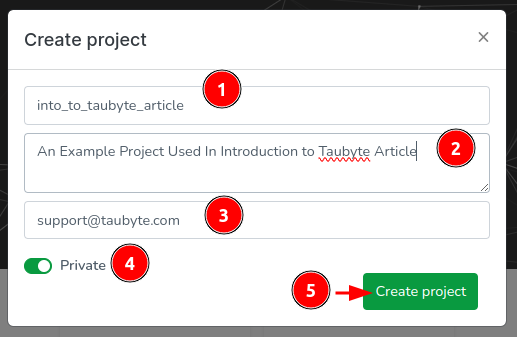 Create project ×
into_to_taubyte_article 1
An Example Project Used In Introduction to Taubyte Article 2
support@taubyte.com 3
Private 4
5 Create project